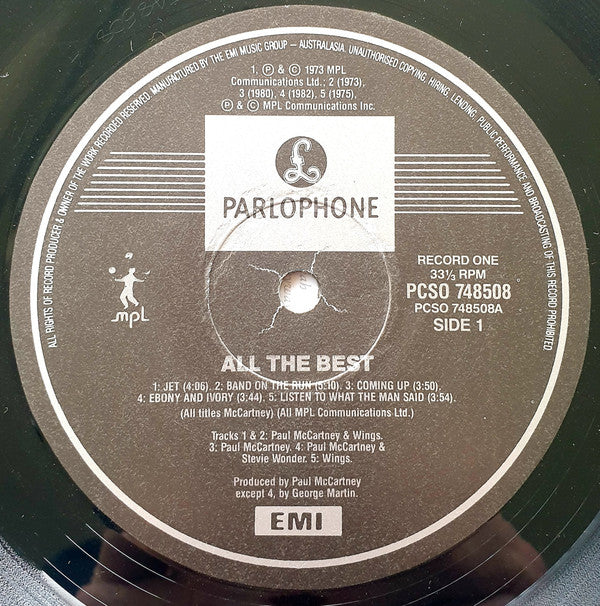 ALL RIGHTS OF RECORD PRODUCER & OWNER OF THE WORK RECORDED RESERVED. MANUFACTURED BY THE EMI MUSIC GROUP – AUSTRALASIA. UNAUTHORISED COPYING, HIRING, LENDING, PUBLIC PERFORMANCE AND BROADCASTING OF THIS RECORD PROHIBITED
1. ℗ & © 1973 MPL
Communications Ltd.; 2 (1973),
3 (1980), 4 (1982), 5 (1975),
℗ & © MPL Communications Inc.
£
PARLOPHONE
mpl
RECORD ONE
33⅓ RPM
PCSO 748508
PCSO 748508A
SIDE 1
ALL THE BEST
1: JET (4:06). 2: BAND ON THE RUN (5:10). 3: COMING UP (3:50).
4: EBONY AND IVORY (3:44). 5: LISTEN TO WHAT THE MAN SAID (3:54).
(All titles McCartney) (All MPL Communications Ltd.)
Tracks 1 & 2: Paul McCartney & Wings.
3: Paul McCartney. 4: Paul McCartney &
Stevie Wonder. 5: Wings.
Produced by Paul McCartney
except 4, by George Martin.
EMI